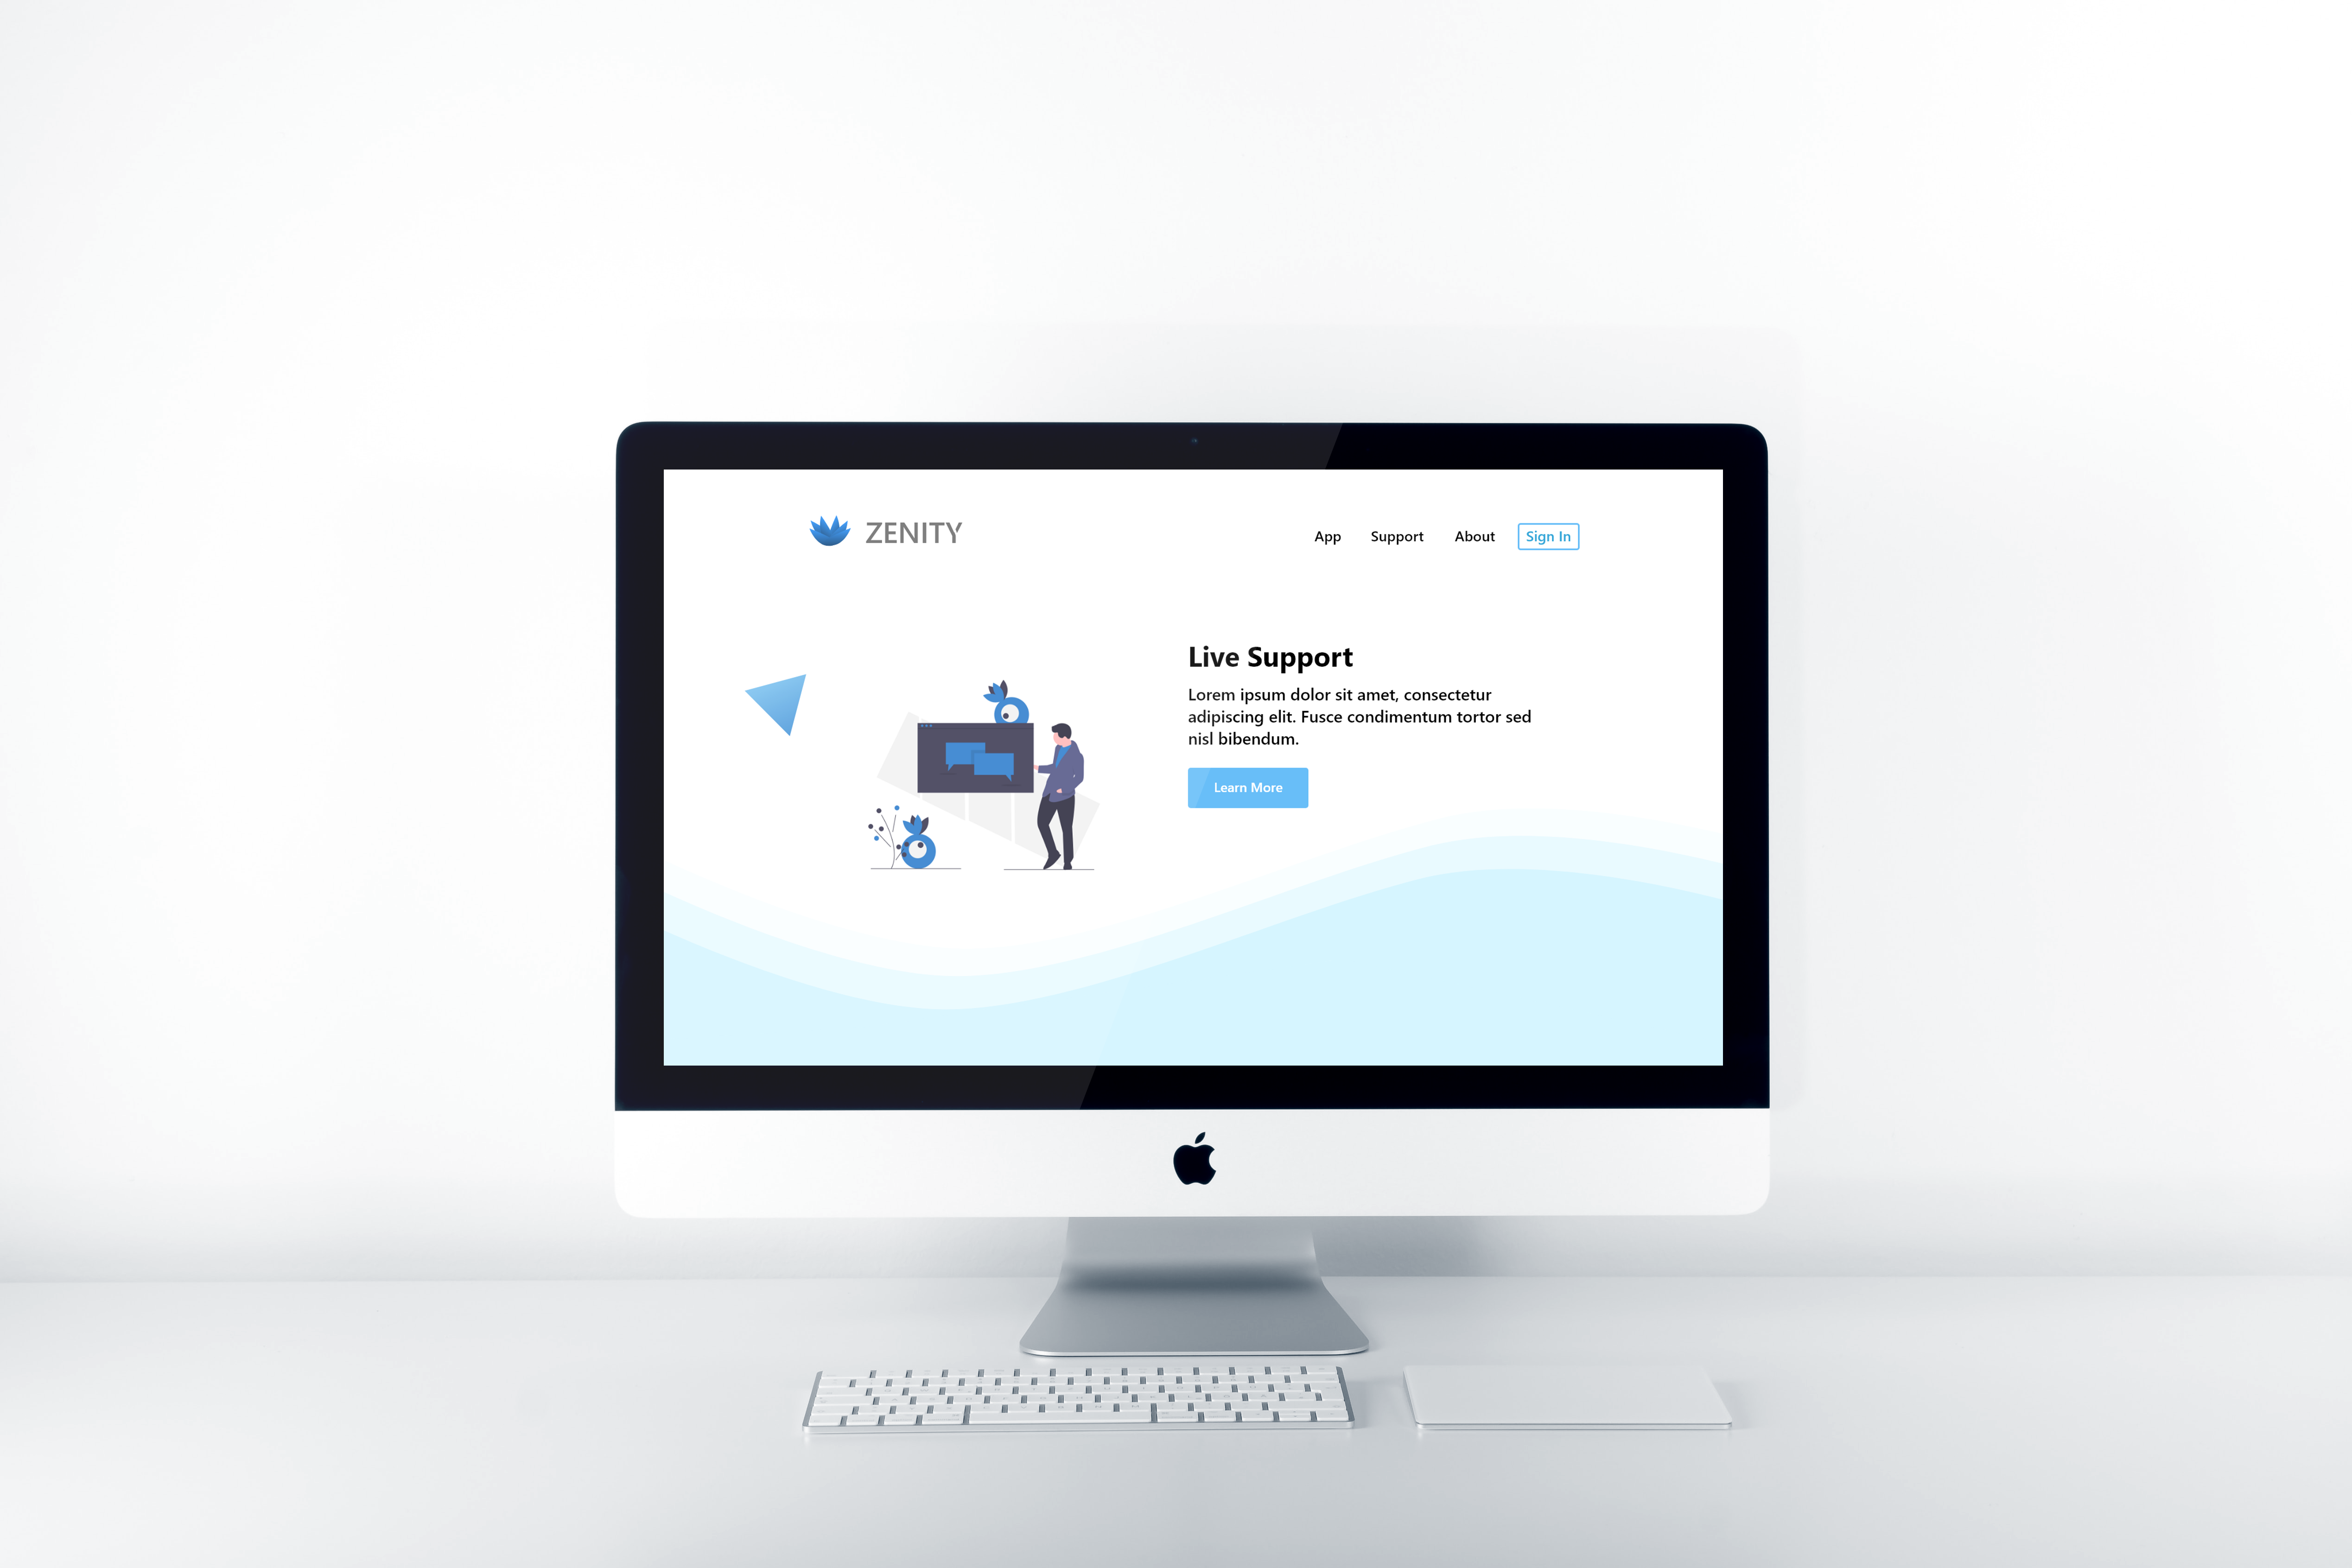 ZENITY
App Support About Sign In
Live Support
Lorem ipsum dolor sit amet, consectetur
adipiscing elit. Fusce condimentum tortor sed
nisl bibendum.
Learn More